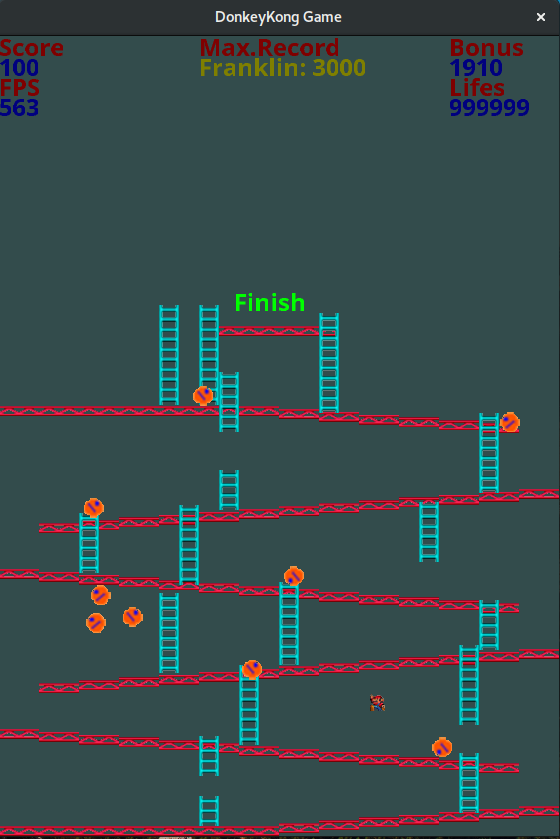 DonkeyKong Game
Score Max.Record Bonus
100 Franklin: 3000 1910
FPS Lifes
563 999999
Finish